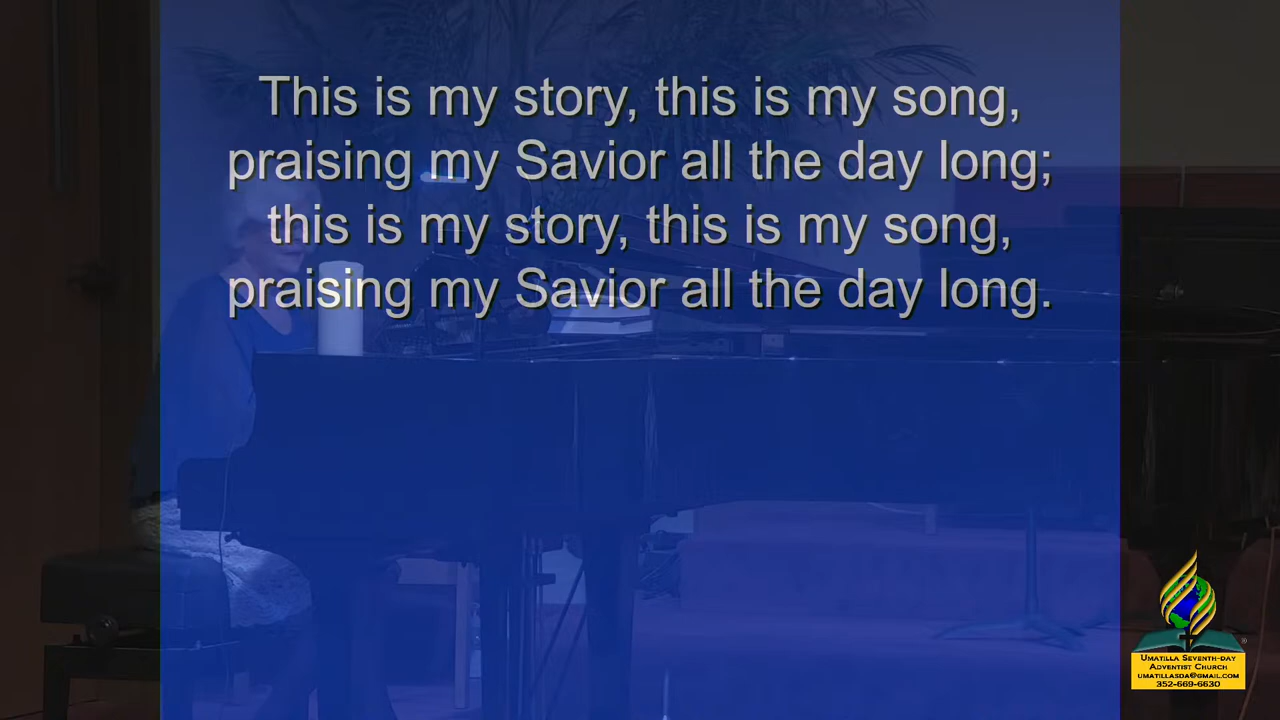 This is my story, this is my song,
praising my Savior all the day long;
this is my story, this is my song,
praising my Savior all the day long.
Umatilla Seventh-day
Adventist Church
umatillasda@gmail.com
352-669-6630